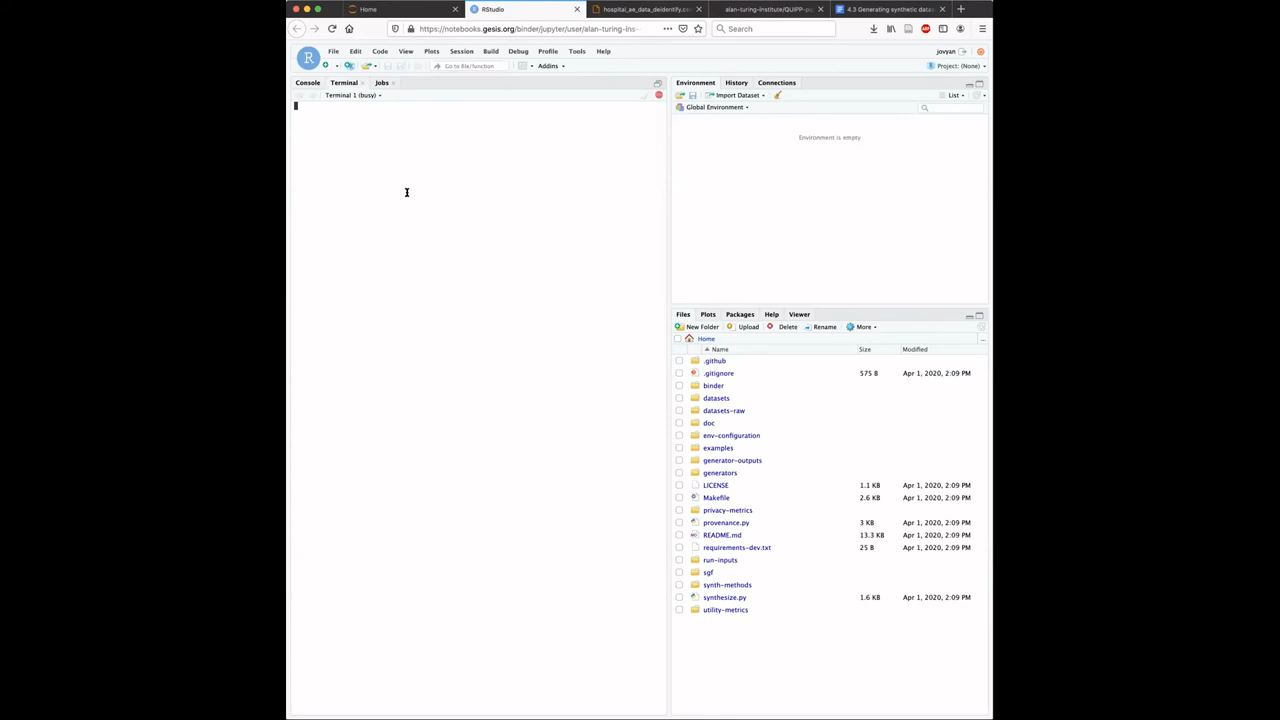 Home
RStudio
hospital_ae_data_deidentify.cs
alan-turing-institute/QUIPP-pi
4.3 Generating synthetic datas
https://notebooks.gesis.org/binder/jupyter/user/alan-turing-ins
Search
File Edit Code View Plots Session Build Debug Profile Tools Help
jovyan
Go to file/function
Addins
Project: (None)
Console Terminal Jobs
Terminal 1 (busy)
Environment History Connections
Import Dataset
List
Global Environment
Environment is empty
Files Plots Packages Help Viewer
New Folder Upload Delete Rename More
Home
Name Size Modified
.github
.gitignore 575 B Apr 1, 2020, 2:09 PM
binder
datasets
datasets-raw
doc
env-configuration
examples
generator-outputs
generators
LICENSE 1.1 KB Apr 1, 2020, 2:09 PM
Makefile 2.6 KB Apr 1, 2020, 2:09 PM
privacy-metrics
provenance.py 3 KB Apr 1, 2020, 2:09 PM
README.md 13.3 KB Apr 1, 2020, 2:09 PM
requirements-dev.txt 25 B Apr 1, 2020, 2:09 PM
run-inputs
sgf
synth-methods
synthesize.py 1.6 KB Apr 1, 2020, 2:09 PM
utility-metrics